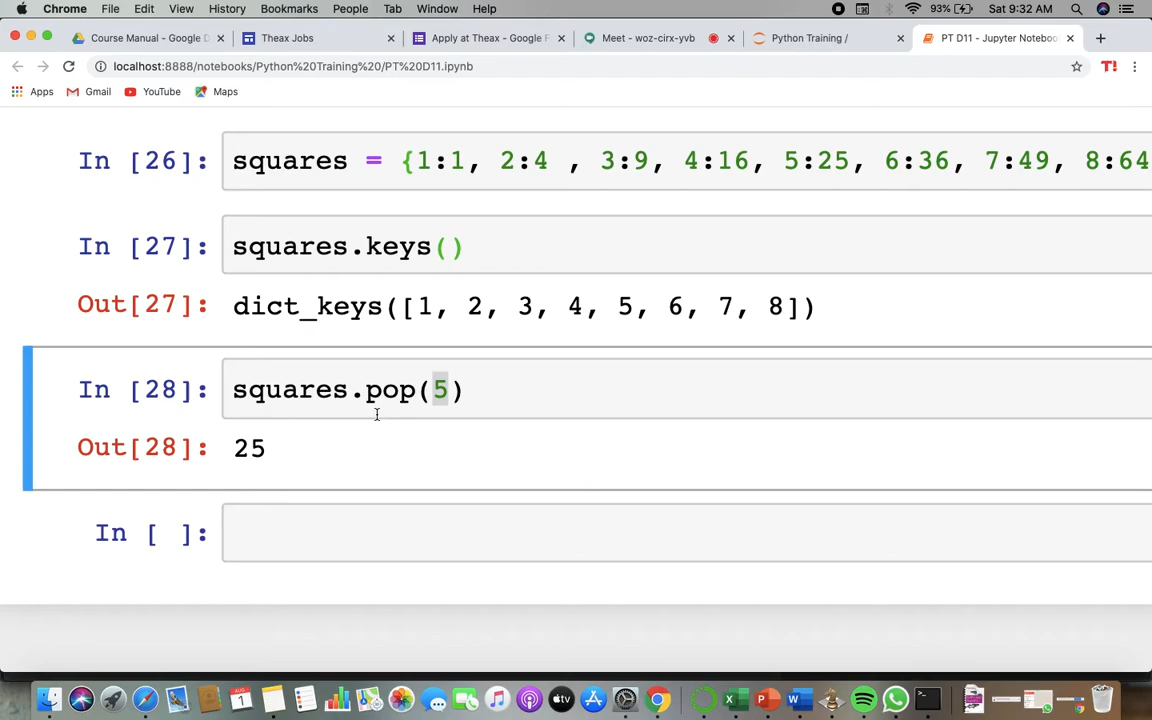 Chrome File Edit View History Bookmarks People Tab Window Help 93% Sat 9:32 AM
Course Manual - Google D Theax Jobs Apply at Theax - Google F Meet - woz-cirx-yvb Python Training / PT D11 - Jupyter Noteboo
localhost:8888/notebooks/Python%20Training%20/PT%20D11.ipynb T!
Apps Gmail YouTube Maps
In [26]: squares = {1:1, 2:4 , 3:9, 4:16, 5:25, 6:36, 7:49, 8:64
In [27]: squares.keys()
Out[27]: dict_keys([1, 2, 3, 4, 5, 6, 7, 8])
In [28]: squares.pop(5)
Out[28]: 25
In [ ]: